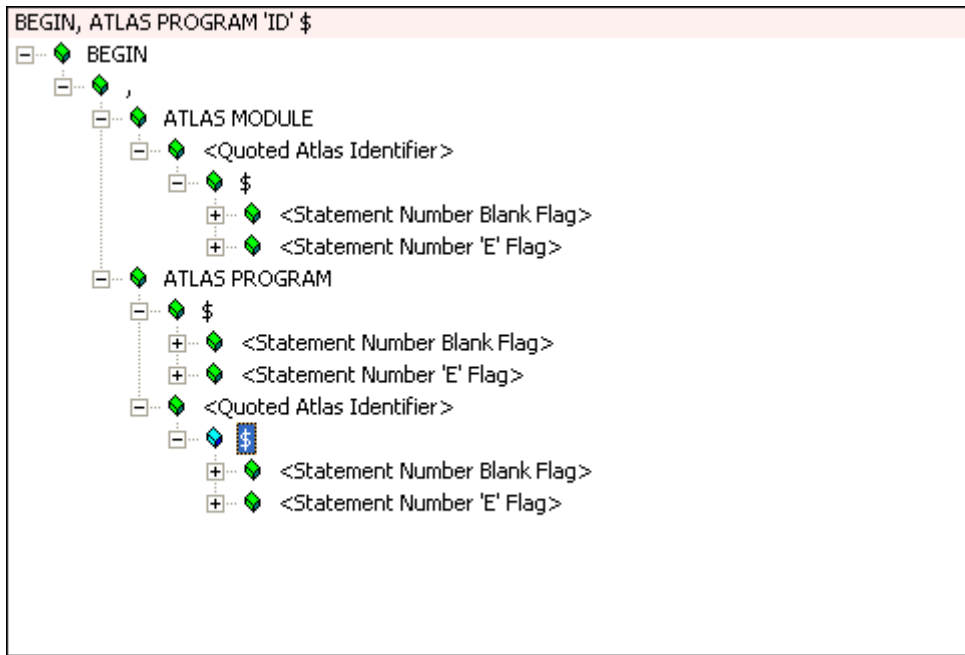 BEGIN, ATLAS PROGRAM 'ID' $
BEGIN
,
ATLAS MODULE
<Quoted Atlas Identifier>
$
<Statement Number Blank Flag>
<Statement Number 'E' Flag>
ATLAS PROGRAM
$
<Statement Number Blank Flag>
<Statement Number 'E' Flag>
<Quoted Atlas Identifier>
$
<Statement Number Blank Flag>
<Statement Number 'E' Flag>